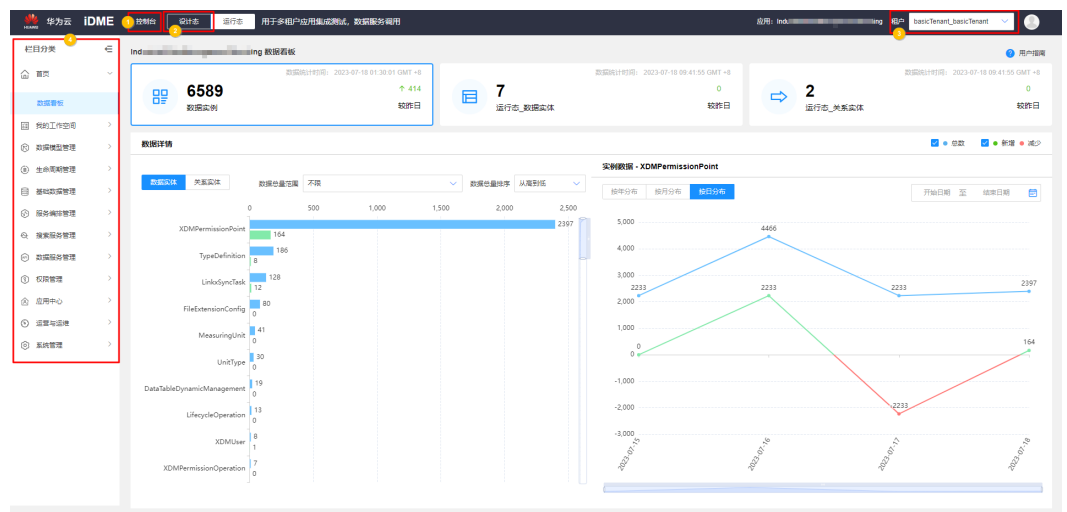 HUAWEI 华为云 iDME 1 控制台 设计态 运行态 用于多租户应用集成测试，数据服务调用 应用: Indu ing 租户 basicTenant_basicTenant
2
3
4
栏目分类
首页
数据看板
我的工作空间
数据模型管理
生命周期管理
基础数据管理
服务编排管理
搜索服务管理
数据服务管理
权限管理
应用中心
运营与运维
系统管理
Ind ing 数据看板
? 用户指南
数据统计时间: 2023-07-18 01:30:01 GMT +8
6589 ↑ 414
数据实例 较昨日
数据统计时间: 2023-07-18 09:41:55 GMT +8
7 0
运行态_数据实体 较昨日
数据统计时间: 2023-07-18 09:41:55 GMT +8
2 0
运行态_关系实体 较昨日
数据详情
总数 新增 减少
数据实体 关系实体 数据总量范围 不限 数据总量排序 从高到低
0 500 1,000 1,500 2,000 2,500
XDMPermissionPoint 2397
164
TypeDefinition 186
8
LinkxSyncTask 128
12
FileExtensionConfig 80
0
MeasuringUnit 41
0
UnitType 30
0
DataTableDynamicManagement 19
0
LifecycleOperation 13
0
XDMUser 8
1
XDMPermissionOperation 7
0
实例数据 - XDMPermissionPoint
按年分布 按月分布 按日分布 开始日期 至 结束日期
5,000
4,000
3,000
2,000
1,000
0
-1,000
-2,000
-3,000
2233 4466 2233 2397
0 2233 2233 164
2023-07-15 2023-07-16 2023-07-17 2023-07-18